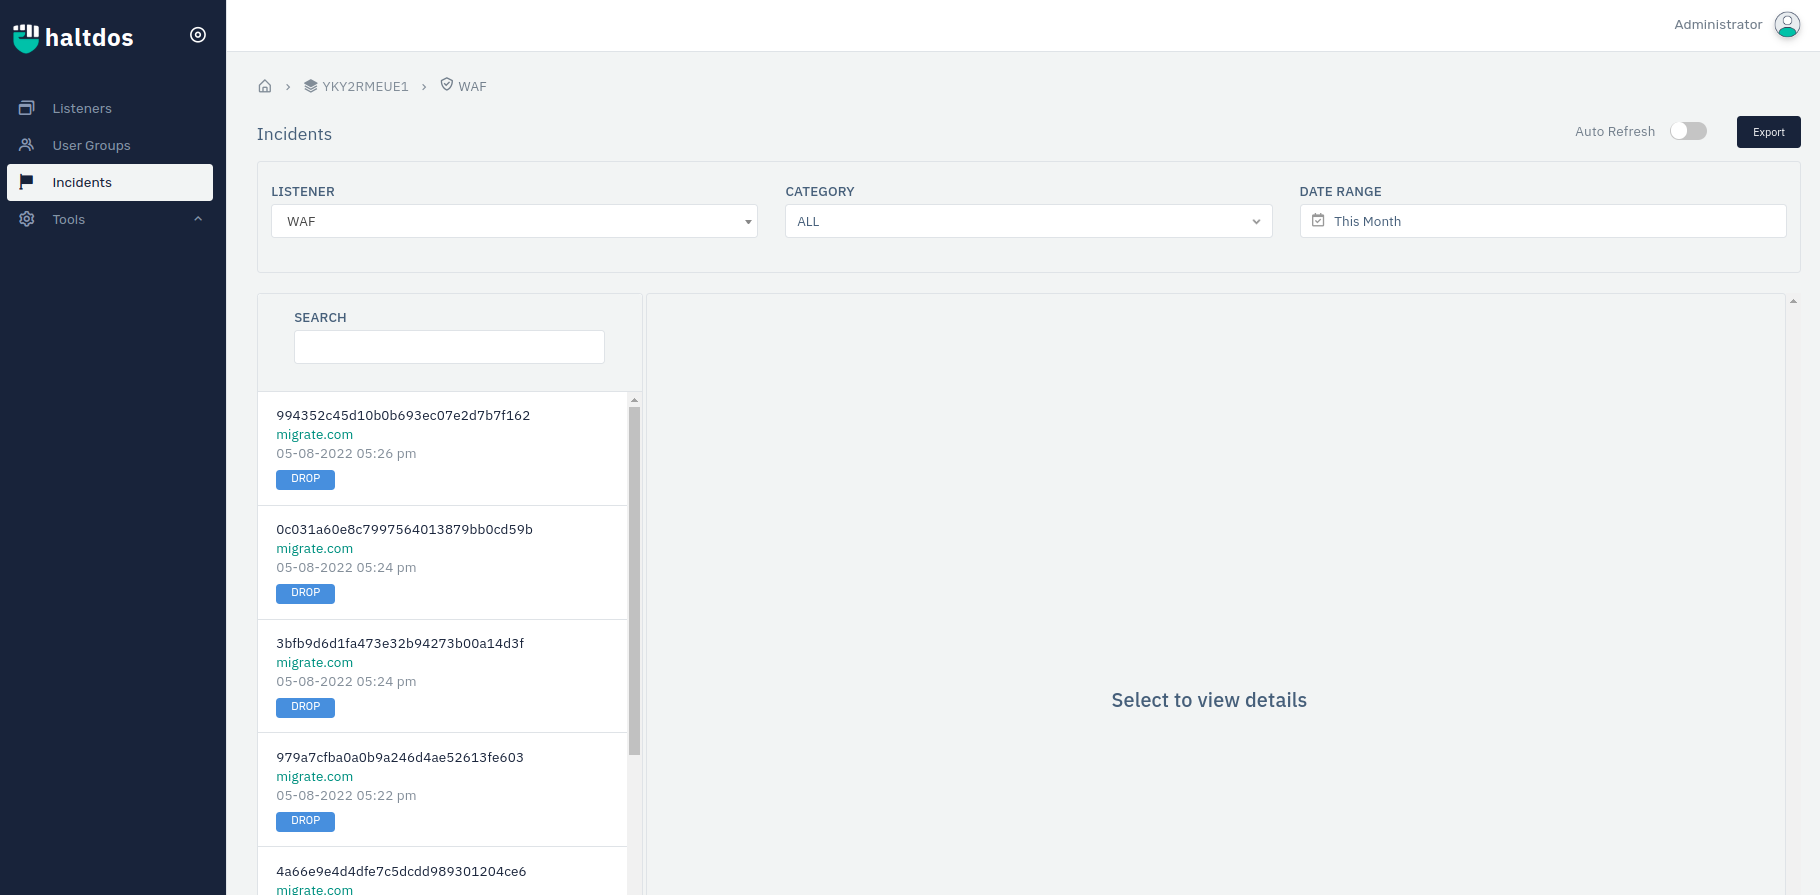 haltdos
Administrator
Listeners
User Groups
Incidents
Tools
YKY2RMEUE1
WAF
Incidents
Auto Refresh
Export
LISTENER
CATEGORY
DATE RANGE
WAF
ALL
This Month
SEARCH
994352c45d10b0b693ec07e2d7b7f162
migrate.com
05-08-2022 05:26 pm
DROP
0c031a60e8c7997564013879bb0cd59b
migrate.com
05-08-2022 05:24 pm
DROP
3bfb9d6d1fa473e32b94273b00a14d3f
migrate.com
05-08-2022 05:24 pm
DROP
979a7cfba0a0b9a246d4ae52613fe603
migrate.com
05-08-2022 05:22 pm
DROP
4a66e9e4d4dfe7c5dcdd989301204ce6
migrate.com
Select to view details